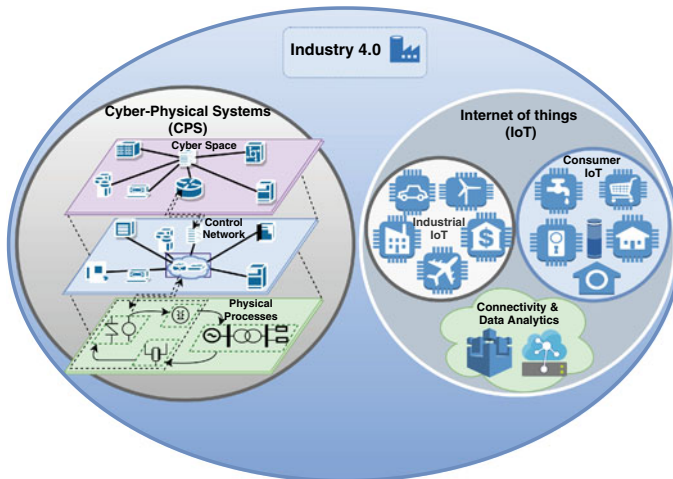 Industry 4.0
Cyber-Physical Systems
(CPS)
Cyber Space
Control
Network
Physical
Processes
Internet of things
(IoT)
Industrial
IoT
Consumer
IoT
Connectivity &
Data Analytics